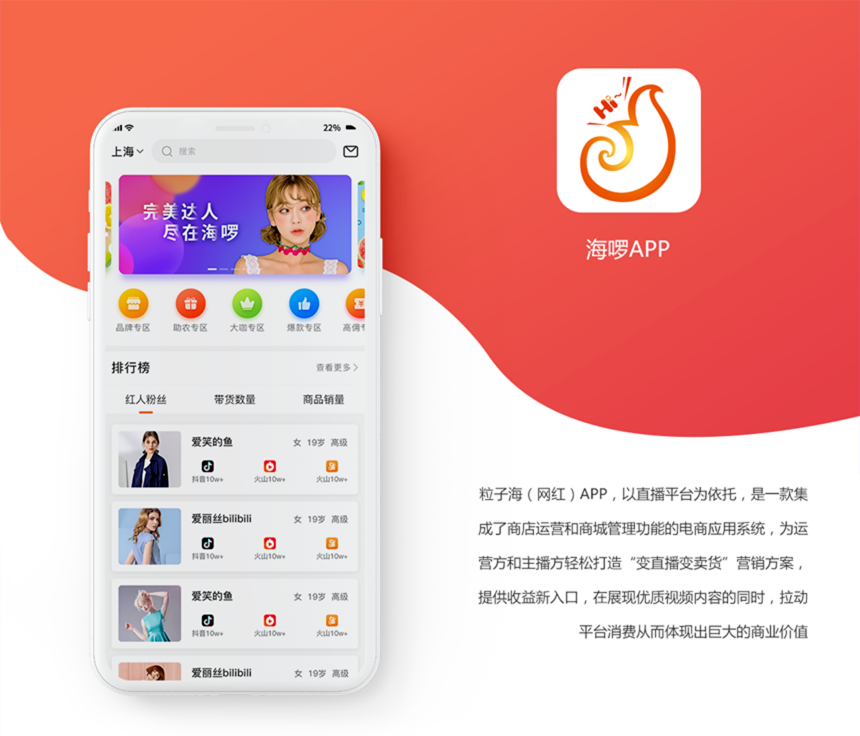 Hi~
海啰APP
22%
上海
搜索
完美达人
尽在海啰
品牌专区
助农专区
大咖专区
爆款专区
高佣专
排行榜
查看更多
红人粉丝
带货数量
商品销量
爱笑的鱼
女 19岁 高级
抖音10w+
火山10w+
火山10w+
爱丽丝bilibili
女 19岁 高级
抖音10w+
火山10w+
火山10w+
爱笑的鱼
女 19岁 高级
抖音10w+
火山10w+
火山10w+
爱丽丝bilibili
女 19岁 高级
粒子海（网红）APP，以直播平台为依托，是一款集
成了商店运营和商城管理功能的电商应用系统，为运
营方和主播方轻松打造“变直播变卖货”营销方案，
提供收益新入口，在展现优质视频内容的同时，拉动
平台消费从而体现出巨大的商业价值